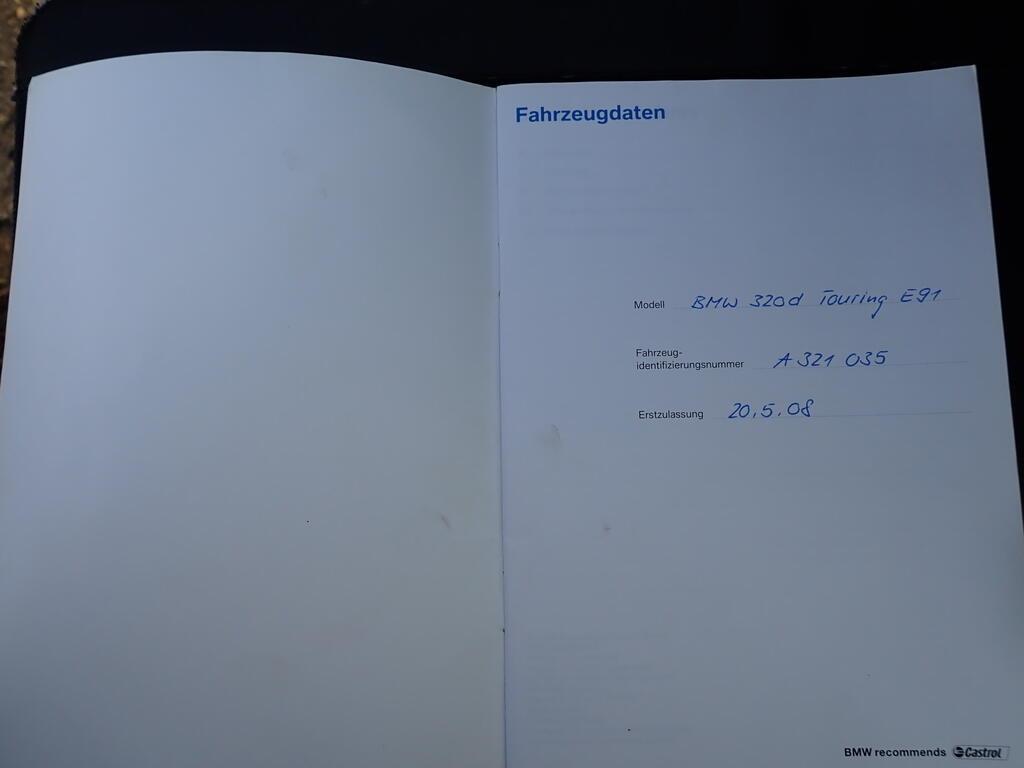 Fahrzeugdaten
Modell BMW 320d Touring E91
Fahrzeug-
identifizierungsnummer A 321 035
Erstzulassung 20.5.08
BMW recommends Castrol